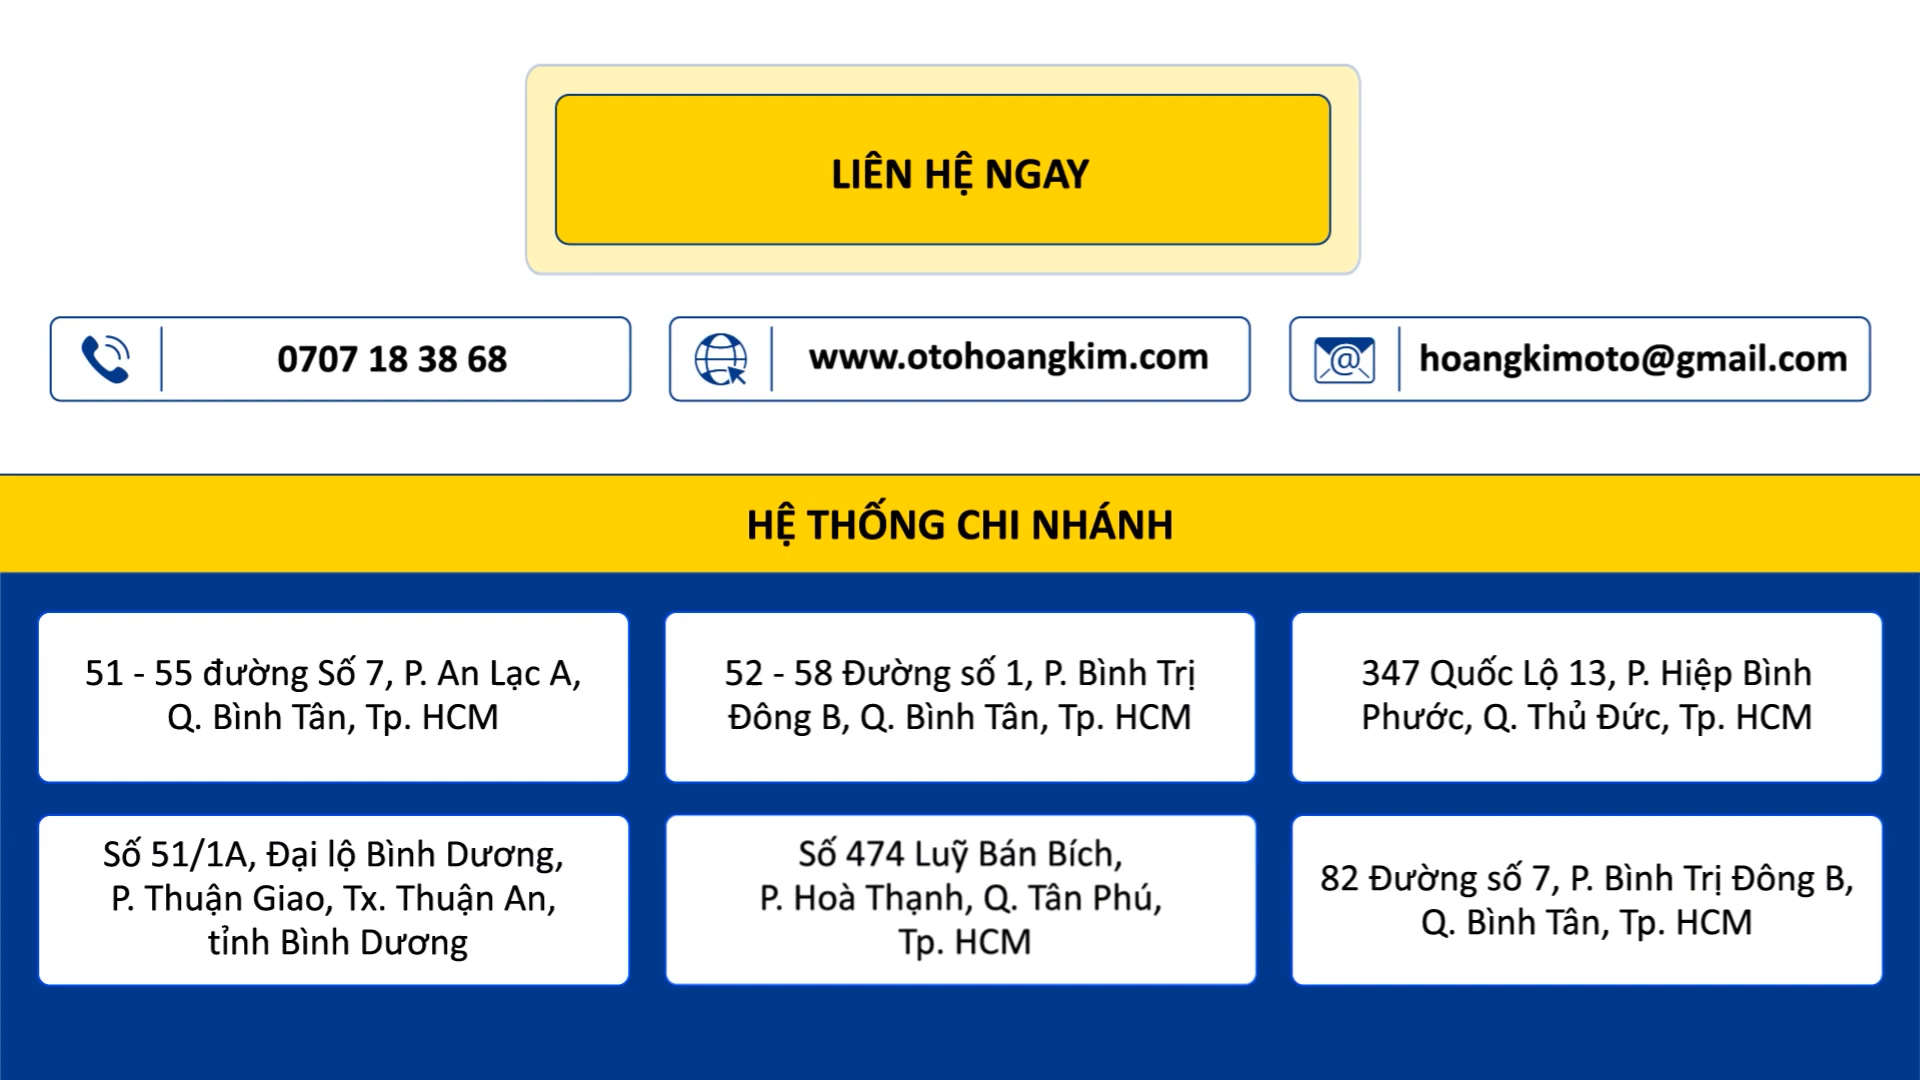 LIÊN HỆ NGAY
0707 18 38 68
www.otohoangkim.com
hoangkimoto@gmail.com
HỆ THỐNG CHI NHÁNH
51 - 55 đường Số 7, P. An Lạc A,
Q. Bình Tân, Tp. HCM
52 - 58 Đường số 1, P. Bình Trị
Đông B, Q. Bình Tân, Tp. HCM
347 Quốc Lộ 13, P. Hiệp Bình
Phước, Q. Thủ Đức, Tp. HCM
Số 51/1A, Đại lộ Bình Dương,
P. Thuận Giao, Tx. Thuận An,
tỉnh Bình Dương
Số 474 Luỹ Bán Bích,
P. Hoà Thạnh, Q. Tân Phú,
Tp. HCM
82 Đường số 7, P. Bình Trị Đông B,
Q. Bình Tân, Tp. HCM